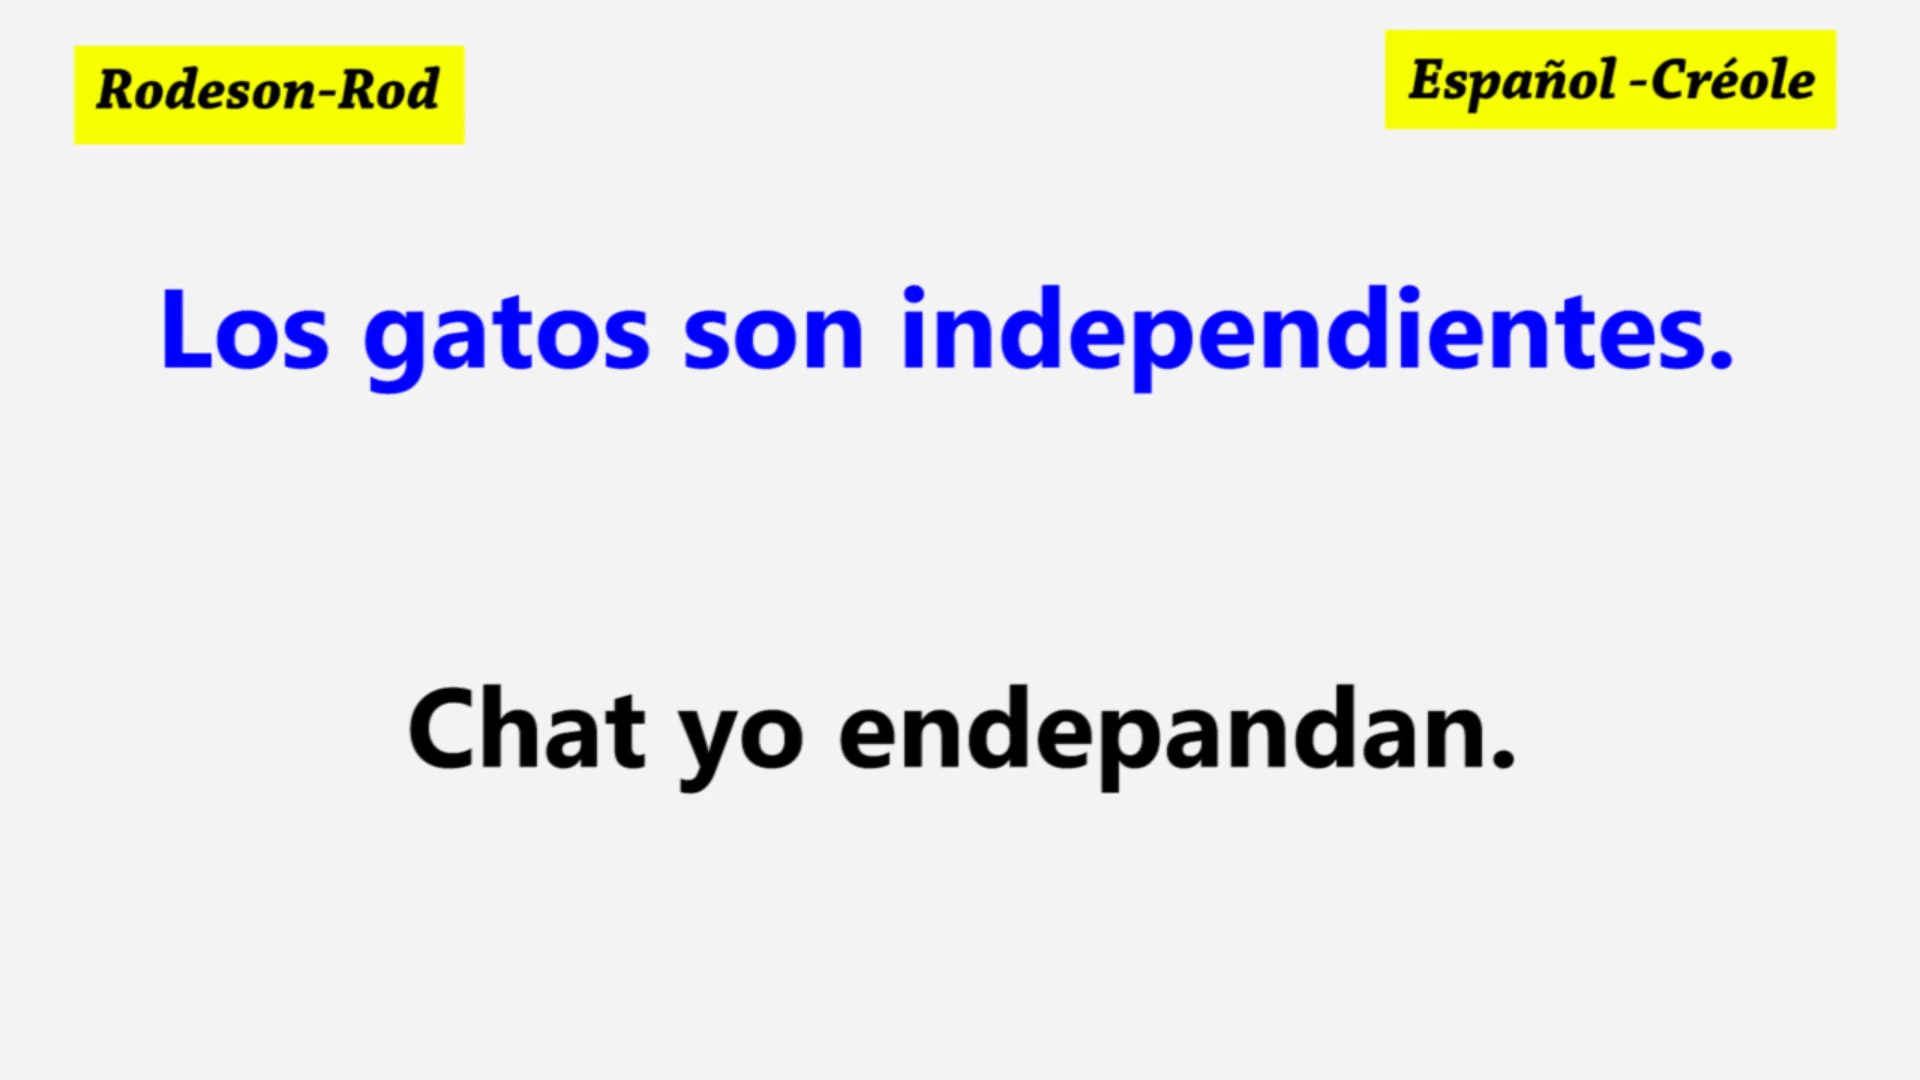 Rodeson-Rod
Español -Créole
Los gatos son independientes.
Chat yo endepandan.